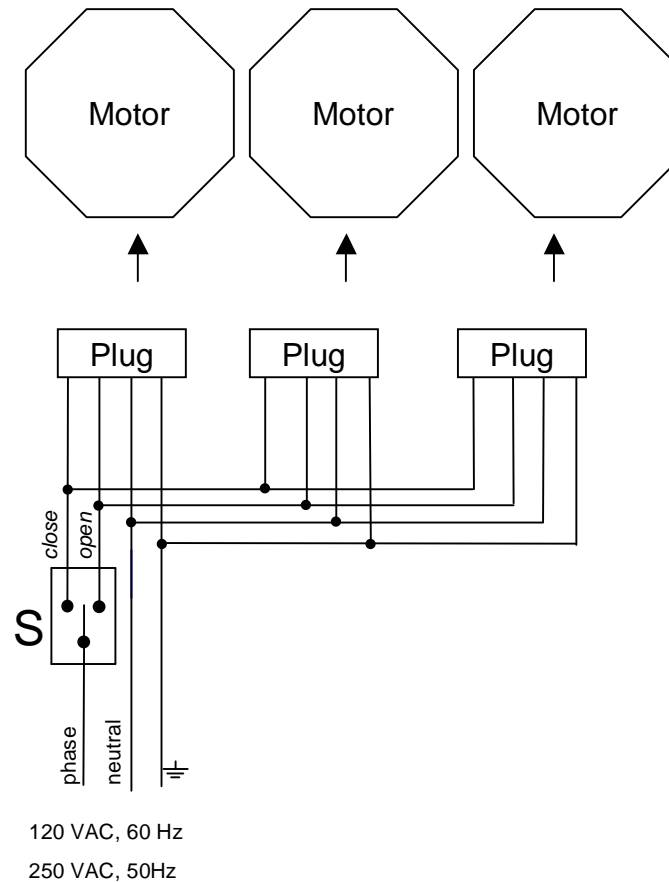 Motor Motor Motor
Plug Plug Plug
close
open
S
phase
neutral
120 VAC, 60 Hz
250 VAC, 50Hz